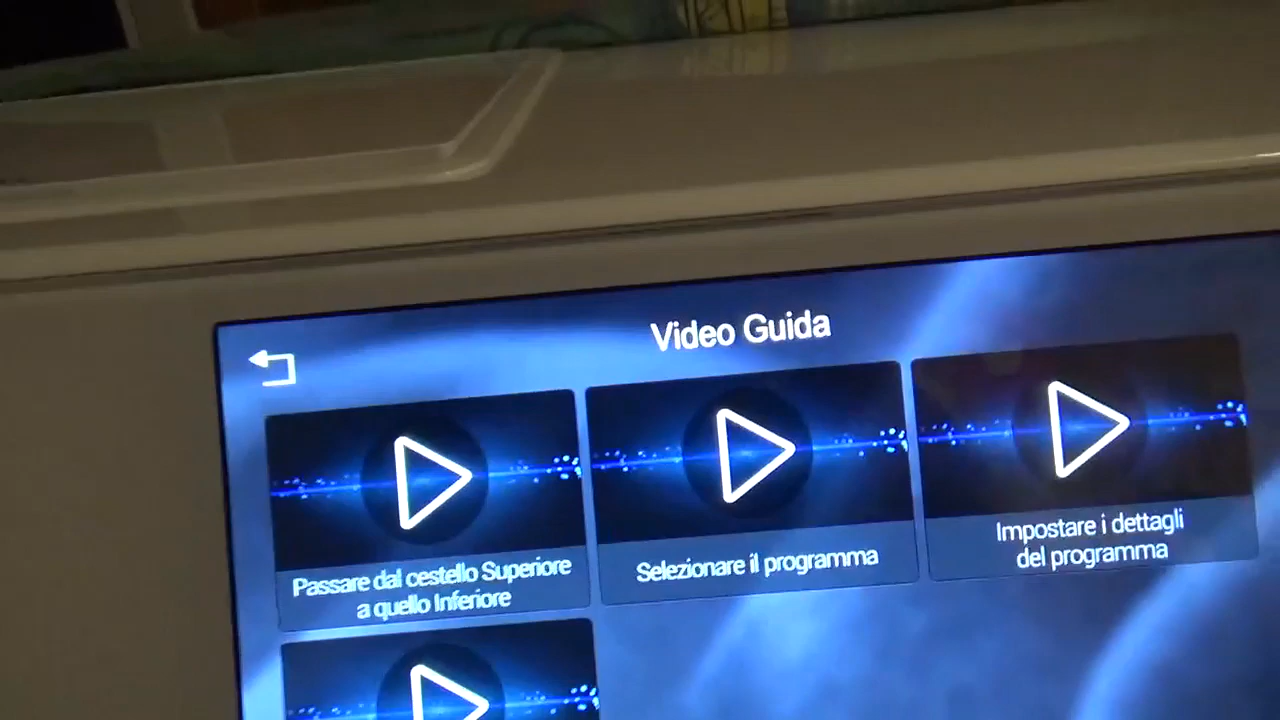 Video Guida
Passare dal cestello Superiore
a quello Inferiore
Selezionare il programma
Impostare i dettagli
del programma